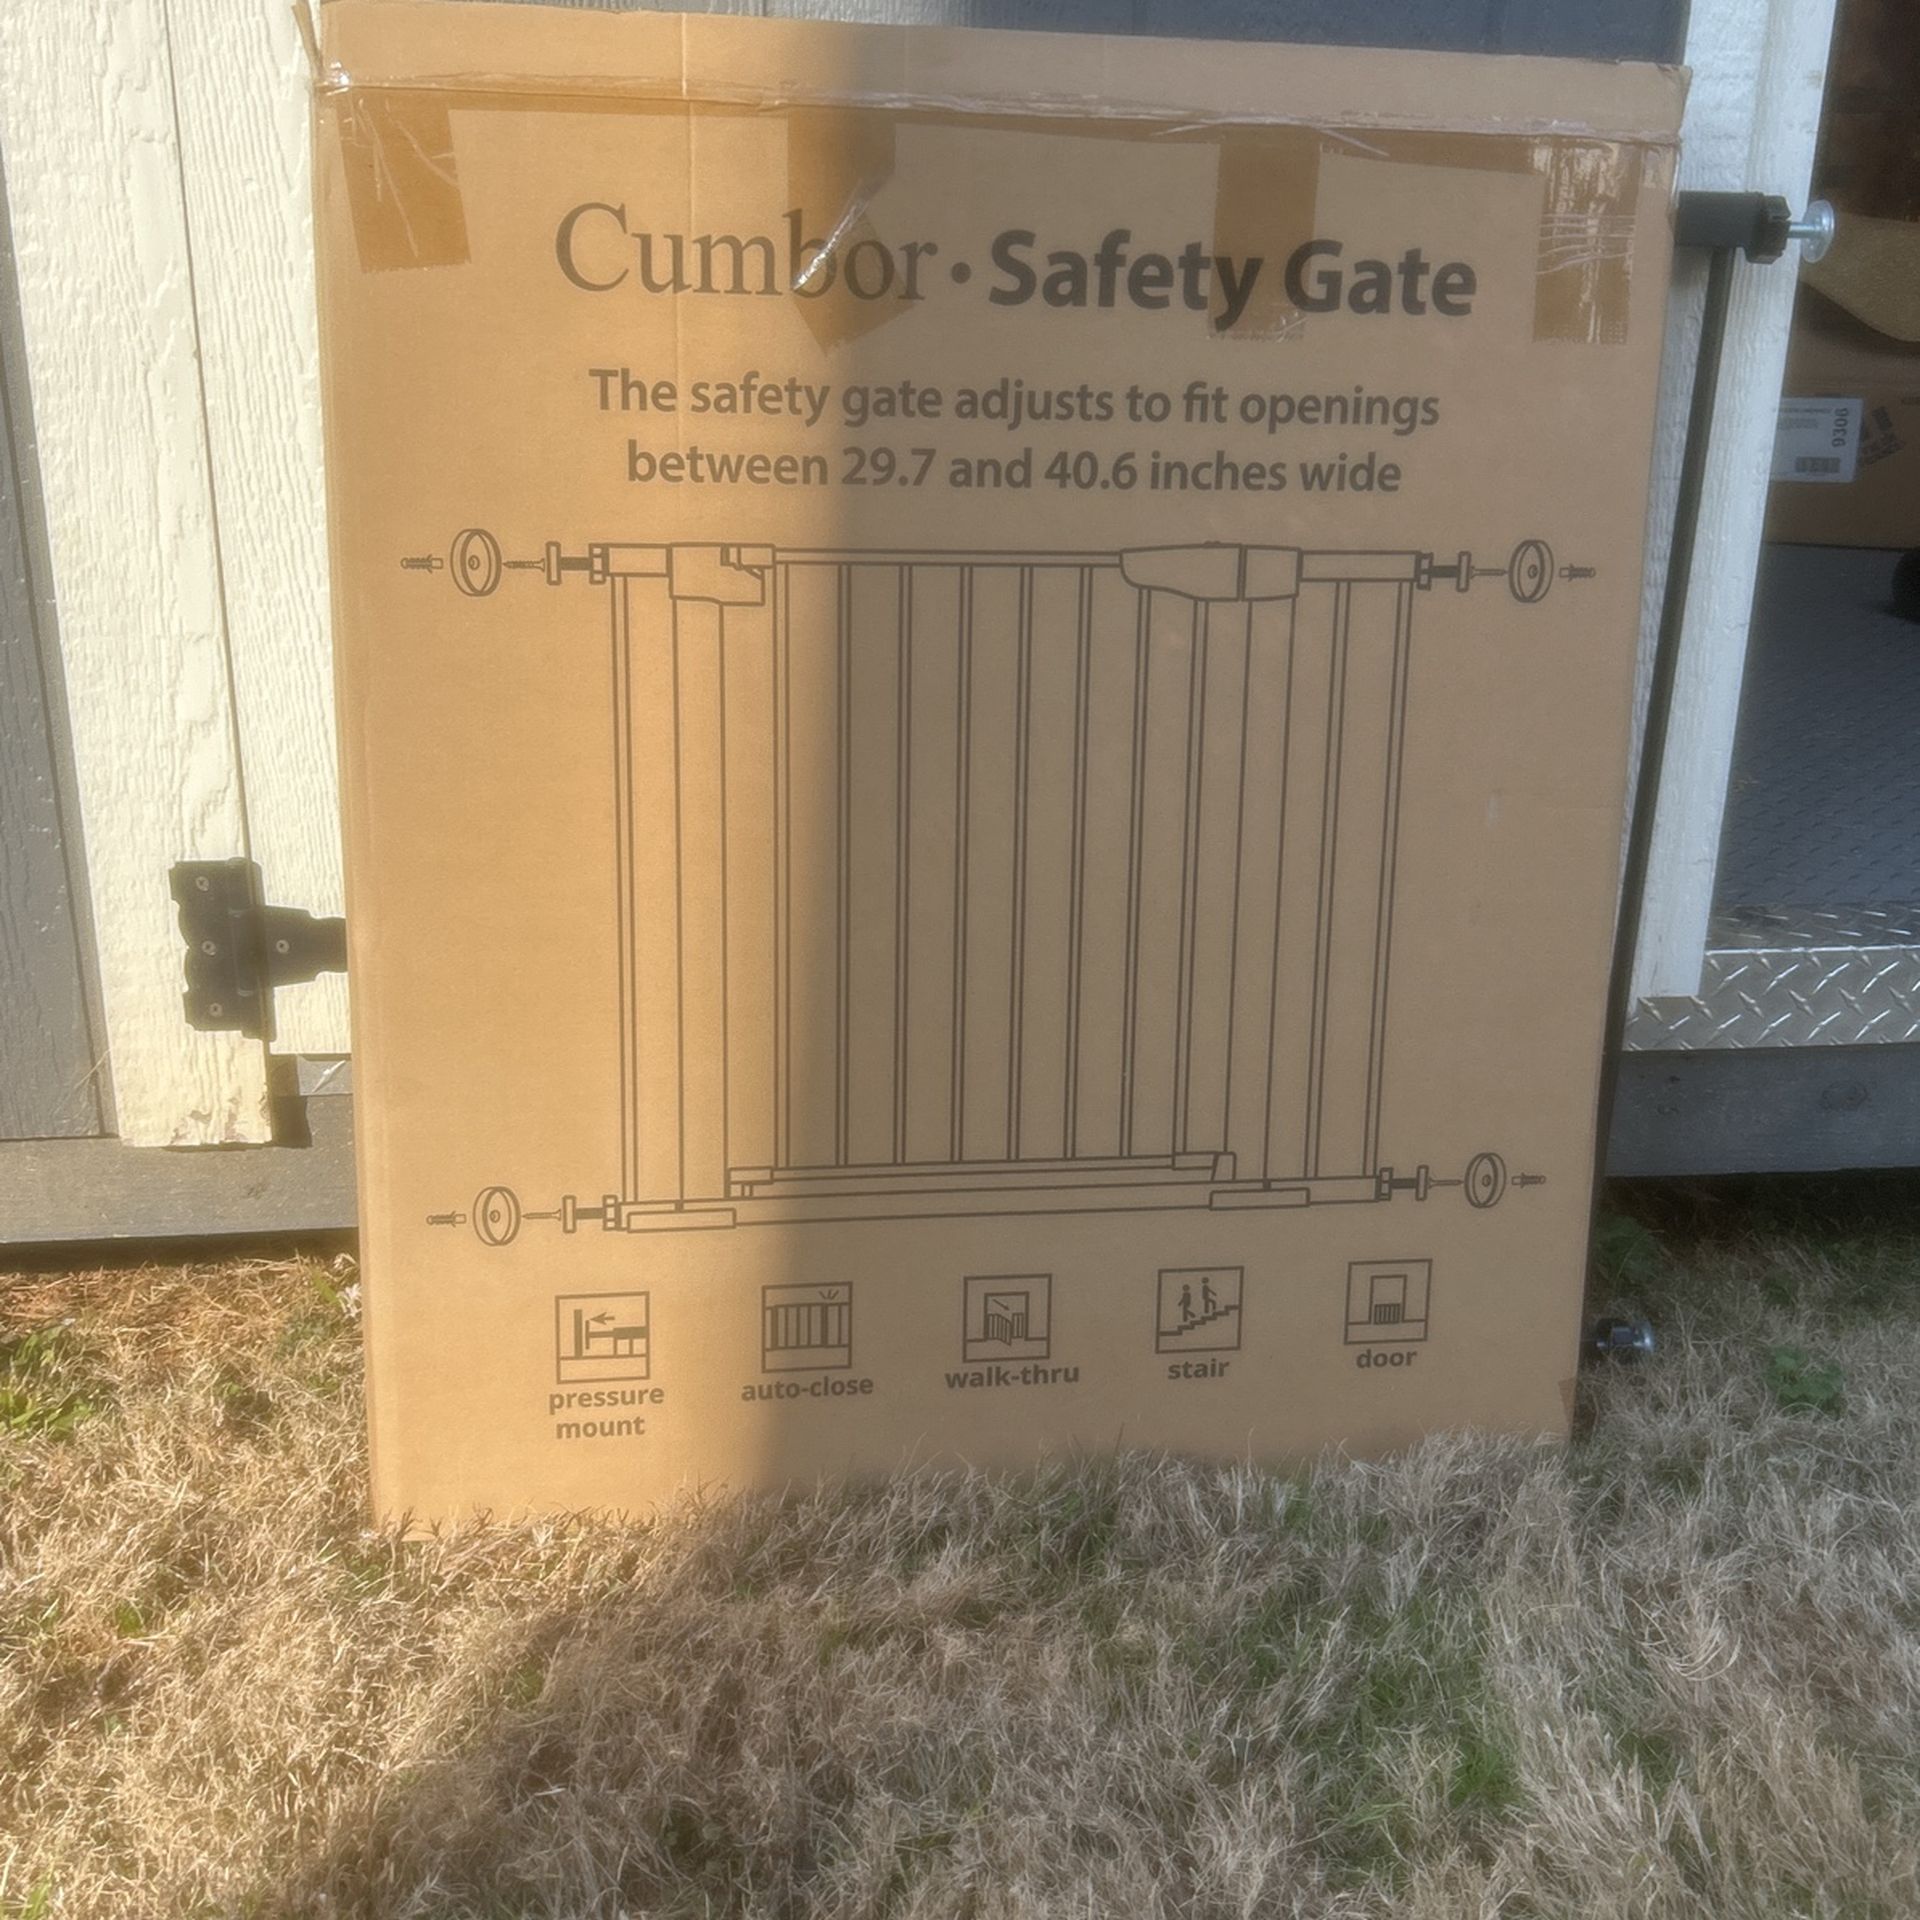 Cumbor · Safety Gate
The safety gate adjusts to fit openings
between 29.7 and 40.6 inches wide
pressure
mount
auto-close
walk-thru
stair
door
9306